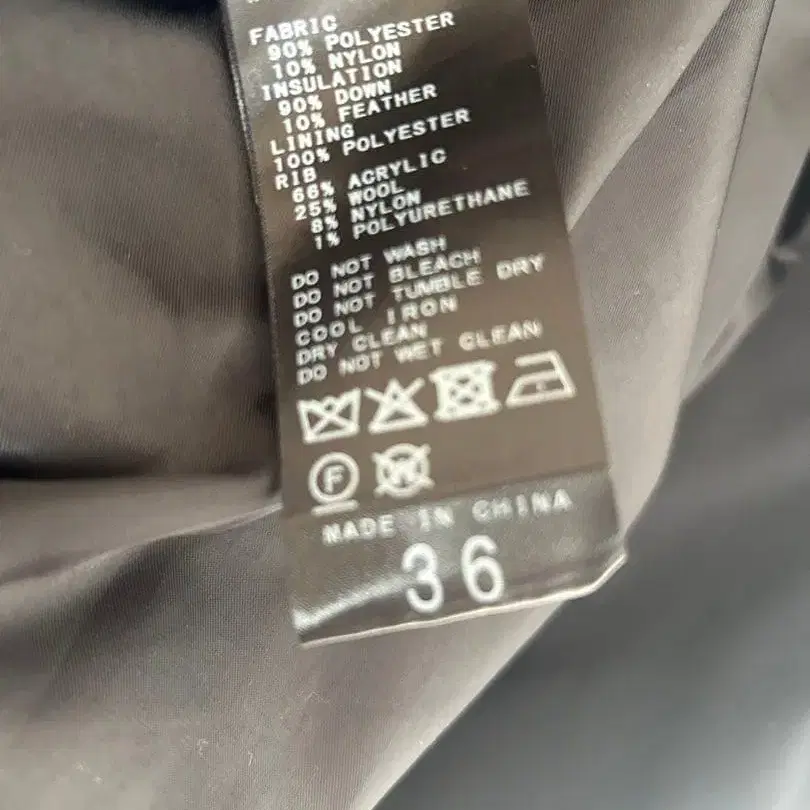 FABRIC
90% POLYESTER
10% NYLON
INSULATION
90% DOWN
10% FEATHER
LINING
100% POLYESTER
RIB
66% ACRYLIC
25% WOOL
8% NYLON
1% POLYURETHANE
DO NOT WASH
DO NOT BLEACH
DO NOT TUMBLE DRY
COOL IRON
DRY CLEAN
DO NOT WET CLEAN
F W
MADE IN CHINA
36